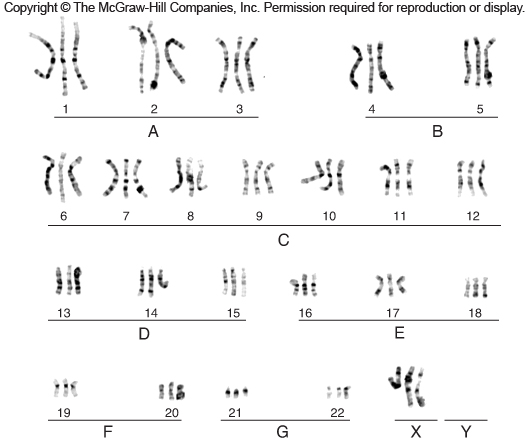 Copyright © The McGraw-Hill Companies, Inc. Permission required for reproduction or display.
1 2 3 4 5
A B
6 7 8 9 10 11 12
C
13 14 15 16 17 18
D E
19 20 21 22
F G X Y